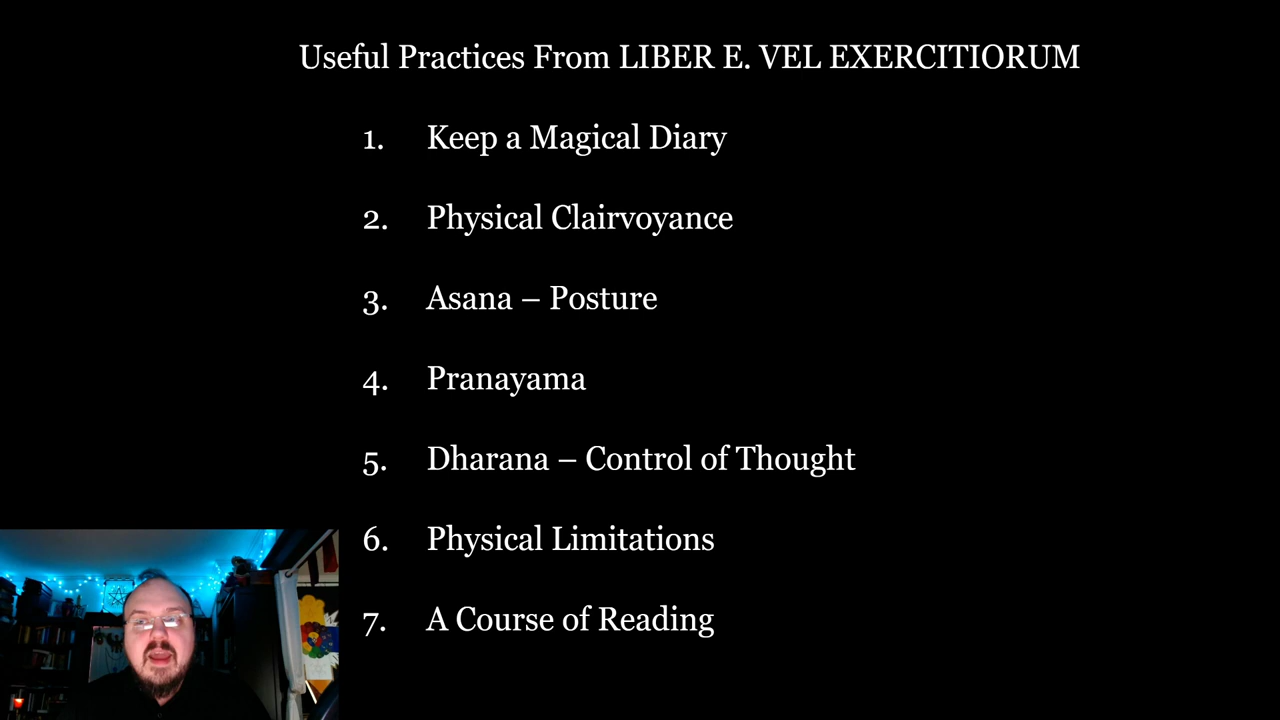 Useful Practices From LIBER E. VEL EXERCITIORUM
1. Keep a Magical Diary
2. Physical Clairvoyance
3. Asana – Posture
4. Pranayama
5. Dharana – Control of Thought
6. Physical Limitations
7. A Course of Reading